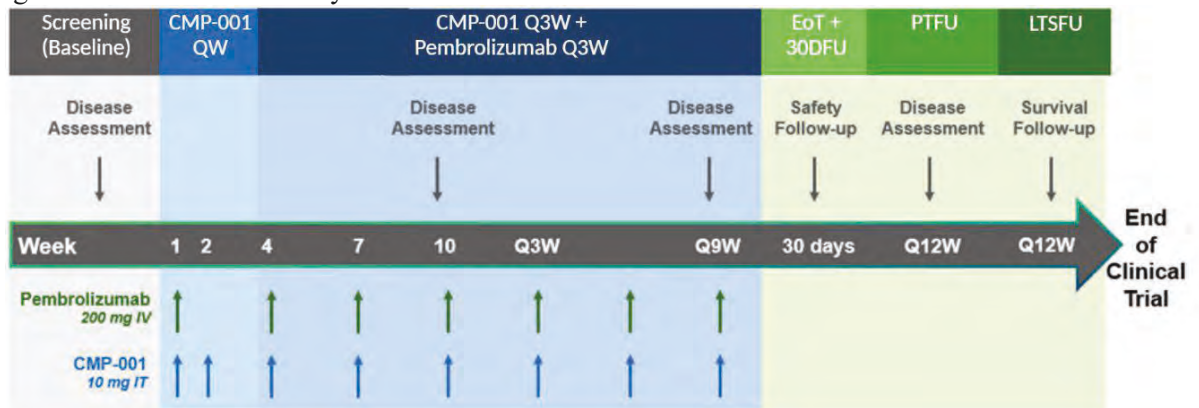 Screening
(Baseline)
CMP-001
QW
CMP-001 Q3W +
Pembrolizumab Q3W
EoT +
30DFU
PTFU
LTSFU
Disease
Assessment
Disease
Assessment
Disease
Assessment
Safety
Follow-up
Disease
Assessment
Survival
Follow-up
Week 1 2 4 7 10 Q3W Q9W 30 days Q12W Q12W
End
of
Clinical
Trial
Pembrolizumab
200 mg IV
CMP-001
10 mg IT